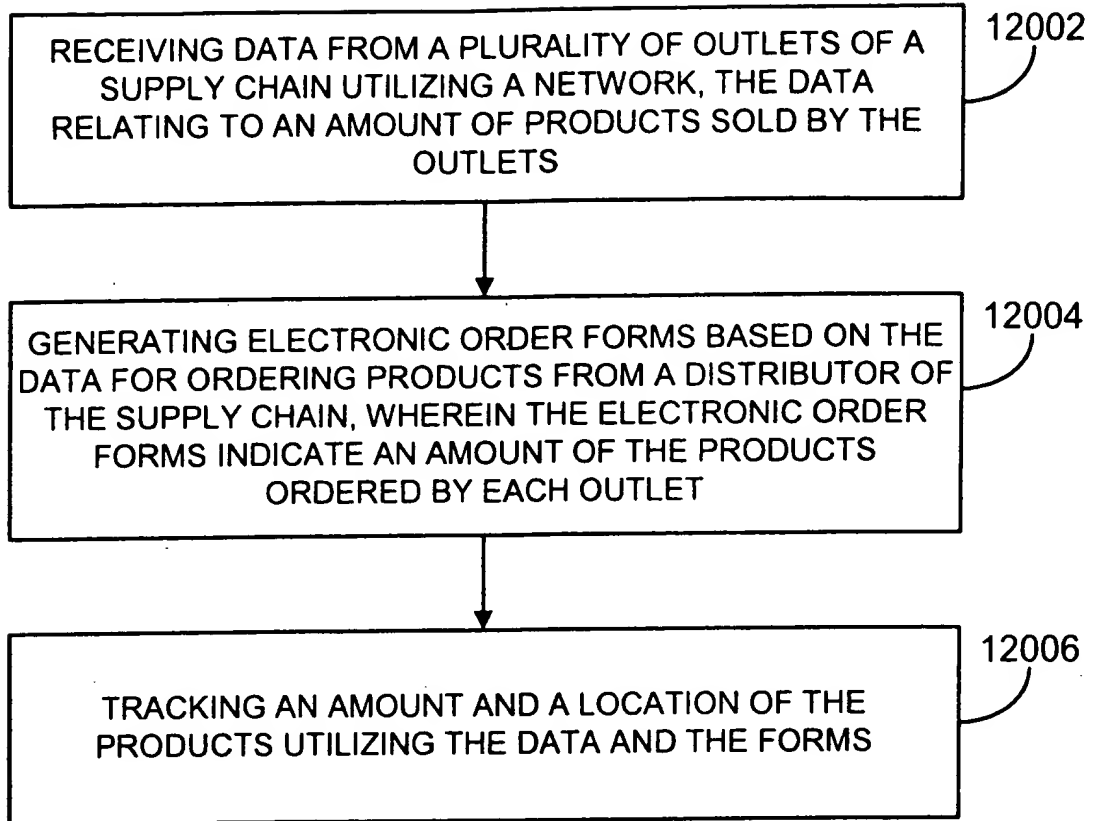 RECEIVING DATA FROM A PLURALITY OF OUTLETS OF A
SUPPLY CHAIN UTILIZING A NETWORK, THE DATA
RELATING TO AN AMOUNT OF PRODUCTS SOLD BY THE
OUTLETS
12002
GENERATING ELECTRONIC ORDER FORMS BASED ON THE
DATA FOR ORDERING PRODUCTS FROM A DISTRIBUTOR OF
THE SUPPLY CHAIN, WHEREIN THE ELECTRONIC ORDER
FORMS INDICATE AN AMOUNT OF THE PRODUCTS
ORDERED BY EACH OUTLET
12004
TRACKING AN AMOUNT AND A LOCATION OF THE
PRODUCTS UTILIZING THE DATA AND THE FORMS
12006